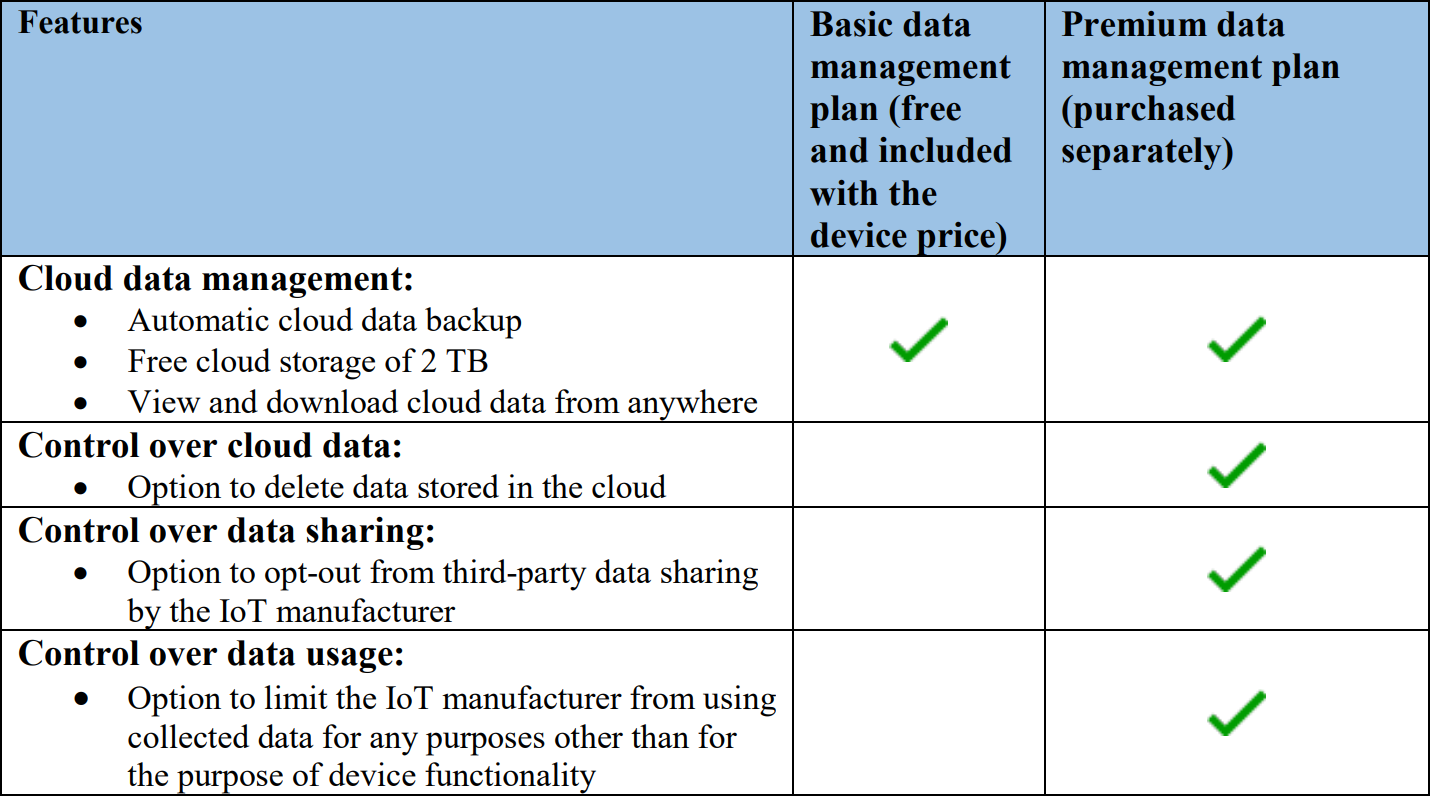 Features
Basic data
management
plan (free
and included
with the
device price)
Premium data
management plan
(purchased
separately)
Cloud data management:
• Automatic cloud data backup
• Free cloud storage of 2 TB
• View and download cloud data from anywhere
Control over cloud data:
• Option to delete data stored in the cloud
Control over data sharing:
• Option to opt-out from third-party data sharing
by the IoT manufacturer
Control over data usage:
• Option to limit the IoT manufacturer from using
collected data for any purposes other than for
the purpose of device functionality